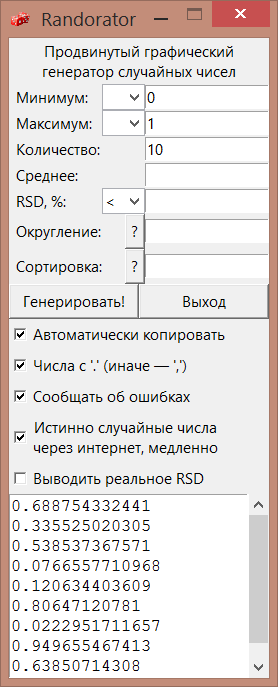 Randorator
Продвинутый графический
генератор случайных чисел
Минимум: 0
Максимум: 1
Количество: 10
Среднее:
RSD, %: <
Округление: ?
Сортировка: ?
Генерировать! Выход
Автоматически копировать
Числа с '.' (иначе — ',')
Сообщать об ошибках
Истинно случайные числа
через интернет, медленно
Выводить реальное RSD
0.688754332441
0.335525020305
0.538537367571
0.0766557710968
0.120634403609
0.80647120781
0.0222951711657
0.949655467413
0.63850714308